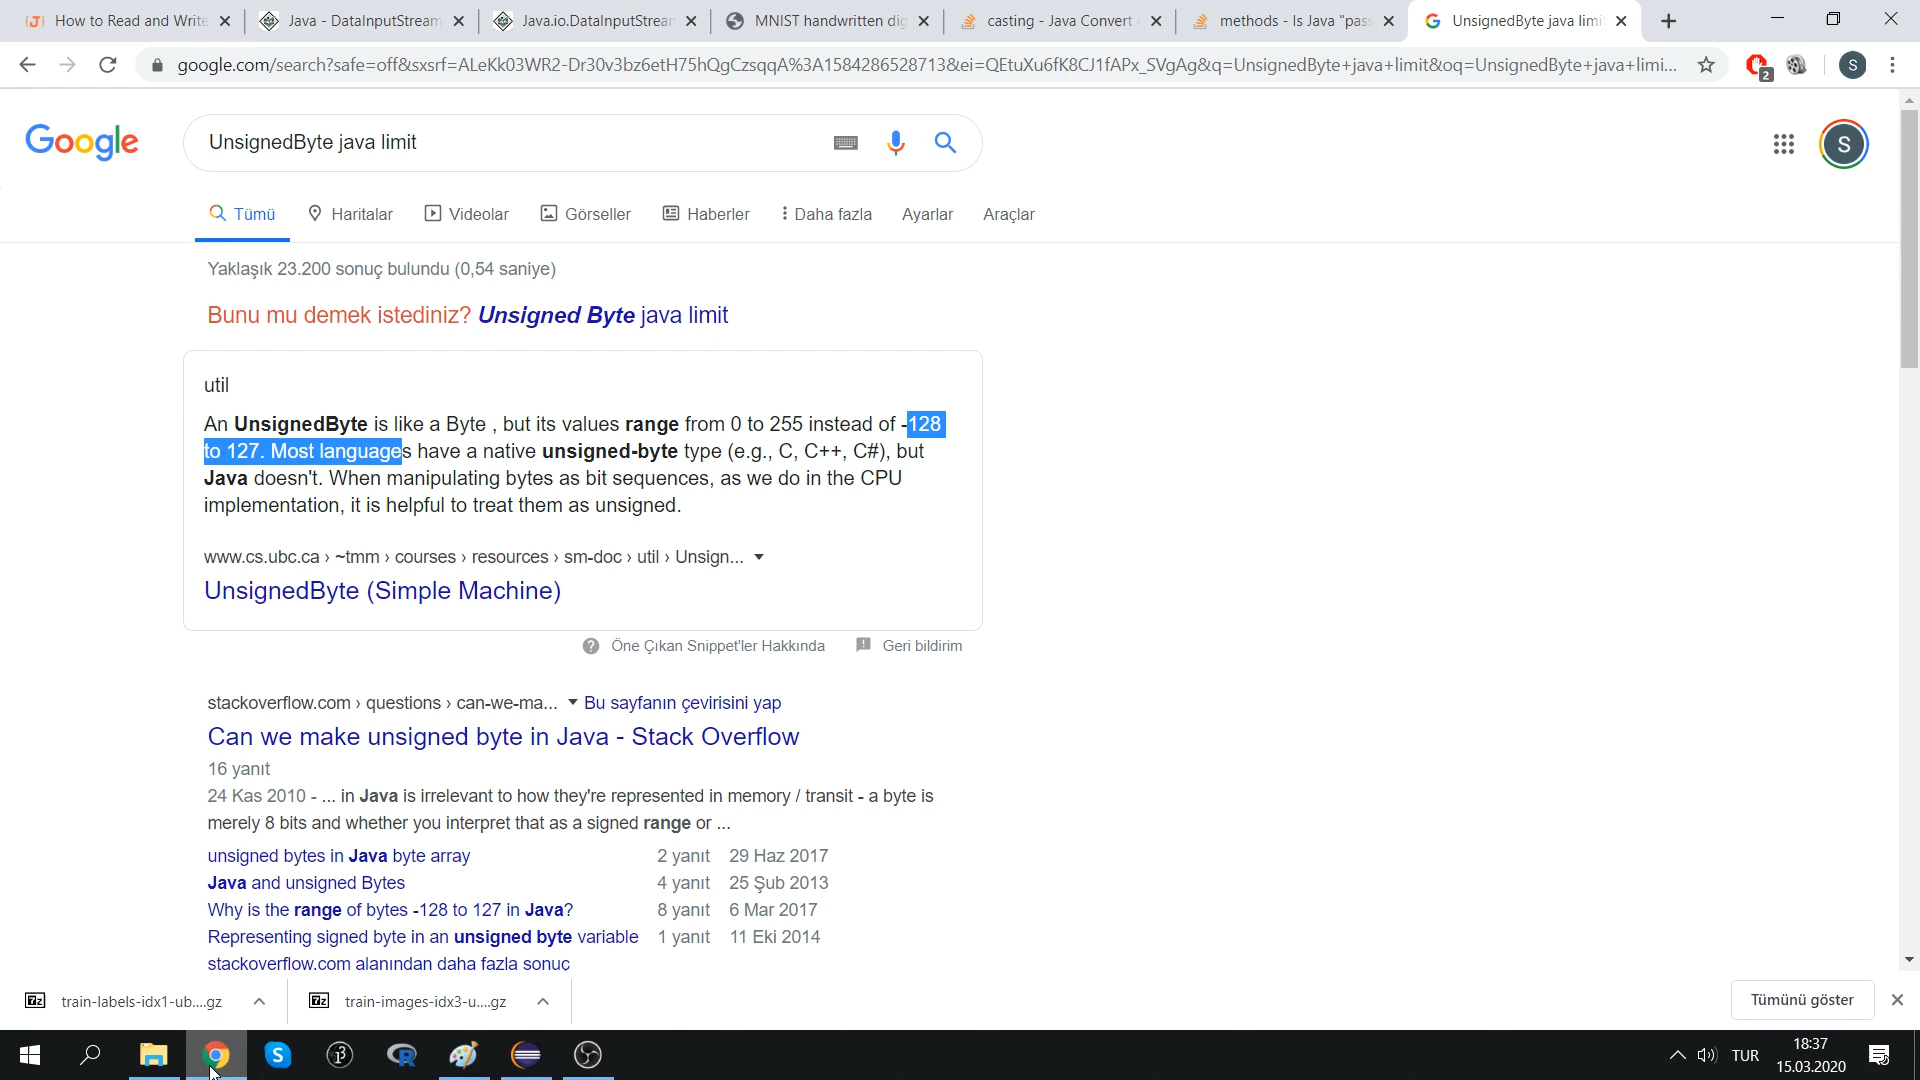 How to Read and Write
Java - DataInputStream
Java.io.DataInputStream
MNIST handwritten dig
casting - Java Convert
methods - Is Java "pass
UnsignedByte java limi
google.com/search?safe=off&sxsrf=ALeKk03WR2-Dr30v3bz6etH75hQgCzsqqA%3A1584286528713&ei=QEtuXu6fK8CJ1fAPx_SVgAg&q=UnsignedByte+java+limit&oq=UnsignedByte+java+limi...
2
S
Google
UnsignedByte java limit
S
Tümü
Haritalar
Videolar
Görseller
Haberler
Daha fazla
Ayarlar
Araçlar
Yaklaşık 23.200 sonuç bulundu (0,54 saniye)
Bunu mu demek istediniz? Unsigned Byte java limit
util
An UnsignedByte is like a Byte , but its values range from 0 to 255 instead of -128
to 127. Most languages have a native unsigned-byte type (e.g., C, C++, C#), but
Java doesn't. When manipulating bytes as bit sequences, as we do in the CPU
implementation, it is helpful to treat them as unsigned.
www.cs.ubc.ca › ~tmm › courses › resources › sm-doc › util › Unsign...
UnsignedByte (Simple Machine)
Öne Çıkan Snippet'ler Hakkında
Geri bildirim
stackoverflow.com › questions › can-we-ma... Bu sayfanın çevirisini yap
Can we make unsigned byte in Java - Stack Overflow
16 yanıt
24 Kas 2010 - ... in Java is irrelevant to how they're represented in memory / transit - a byte is
merely 8 bits and whether you interpret that as a signed range or ...
unsigned bytes in Java byte array 2 yanıt 29 Haz 2017
Java and unsigned Bytes 4 yanıt 25 Şub 2013
Why is the range of bytes -128 to 127 in Java? 8 yanıt 6 Mar 2017
Representing signed byte in an unsigned byte variable 1 yanıt 11 Eki 2014
stackoverflow.com alanından daha fazla sonuç
train-labels-idx1-ub....gz
train-images-idx3-u....gz
Tümünü göster
TUR
18:37
15.03.2020